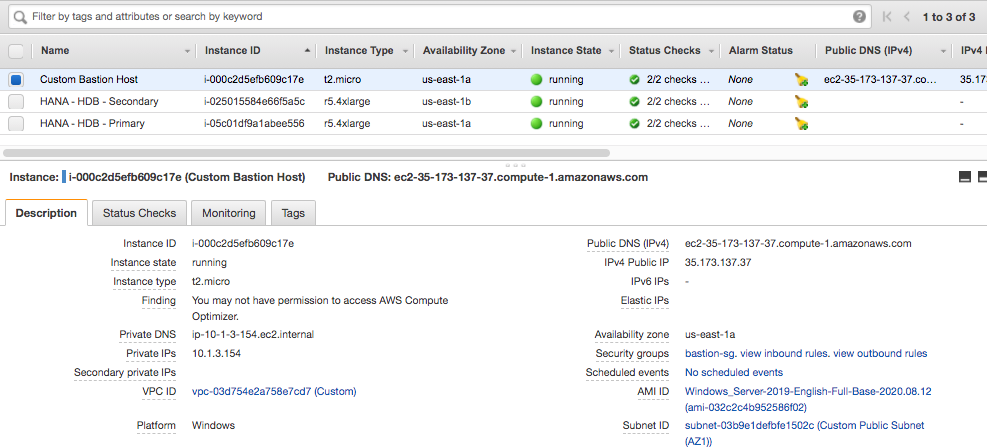 Filter by tags and attributes or search by keyword
1 to 3 of 3
Name Instance ID Instance Type Availability Zone Instance State Status Checks Alarm Status Public DNS (IPv4) IPv4 I
Custom Bastion Host i-000c2d5efb609c17e t2.micro us-east-1a running 2/2 checks ... None ec2-35-173-137-37.co... 35.17
HANA - HDB - Secondary i-025015584e66f5a5c r5.4xlarge us-east-1b running 2/2 checks ... None -
HANA - HDB - Primary i-05c01df9a1abee556 r5.4xlarge us-east-1a running 2/2 checks ... None -
Instance: i-000c2d5efb609c17e (Custom Bastion Host) Public DNS: ec2-35-173-137-37.compute-1.amazonaws.com
Description Status Checks Monitoring Tags
Instance ID i-000c2d5efb609c17e
Instance state running
Instance type t2.micro
Finding You may not have permission to access AWS Compute
Optimizer.
Private DNS ip-10-1-3-154.ec2.internal
Private IPs 10.1.3.154
Secondary private IPs
VPC ID vpc-03d754e2a758e7cd7 (Custom)
Platform Windows
Public DNS (IPv4) ec2-35-173-137-37.compute-1.amazonaws.com
IPv4 Public IP 35.173.137.37
IPv6 IPs -
Elastic IPs
Availability zone us-east-1a
Security groups bastion-sg. view inbound rules. view outbound rules
Scheduled events No scheduled events
AMI ID Windows_Server-2019-English-Full-Base-2020.08.12
(ami-032c2c4b952586f02)
Subnet ID subnet-03b9e1defbfe1502c (Custom Public Subnet
(AZ1))